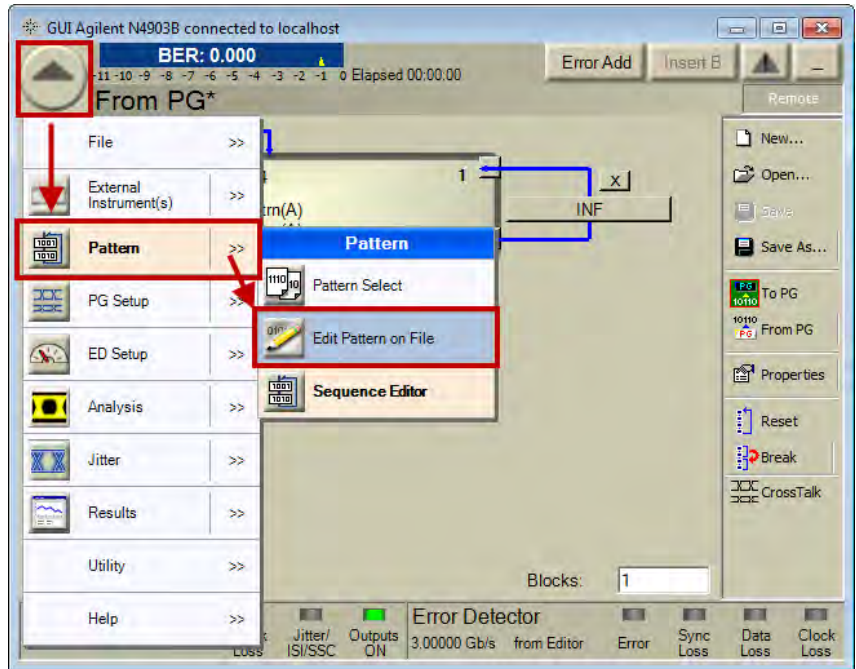 GUI Agilent N4903B connected to localhost
BER: 0.000
-11 -10 -9 -8 -7 -6 -5 -4 -3 -2 -1 0 Elapsed 00:00:00
Error Add
Insert B
_
From PG*
Remote
File >>
External
Instrument(s) >>
Pattern >>
PG Setup >>
ED Setup >>
Analysis >>
Jitter >>
Results >>
Utility >>
Help >>
1
X
INF
Pattern
Pattern Select
Edit Pattern on File
Sequence Editor
New...
Open...
Save
Save As...
To PG
From PG
Properties
Reset
Break
CrossTalk
Blocks: 1
Loss
Jitter/
ISI/SSC
Outputs
ON
Error Detector
3.00000 Gb/s from Editor
Error
Sync
Loss
Data
Loss
Clock
Loss